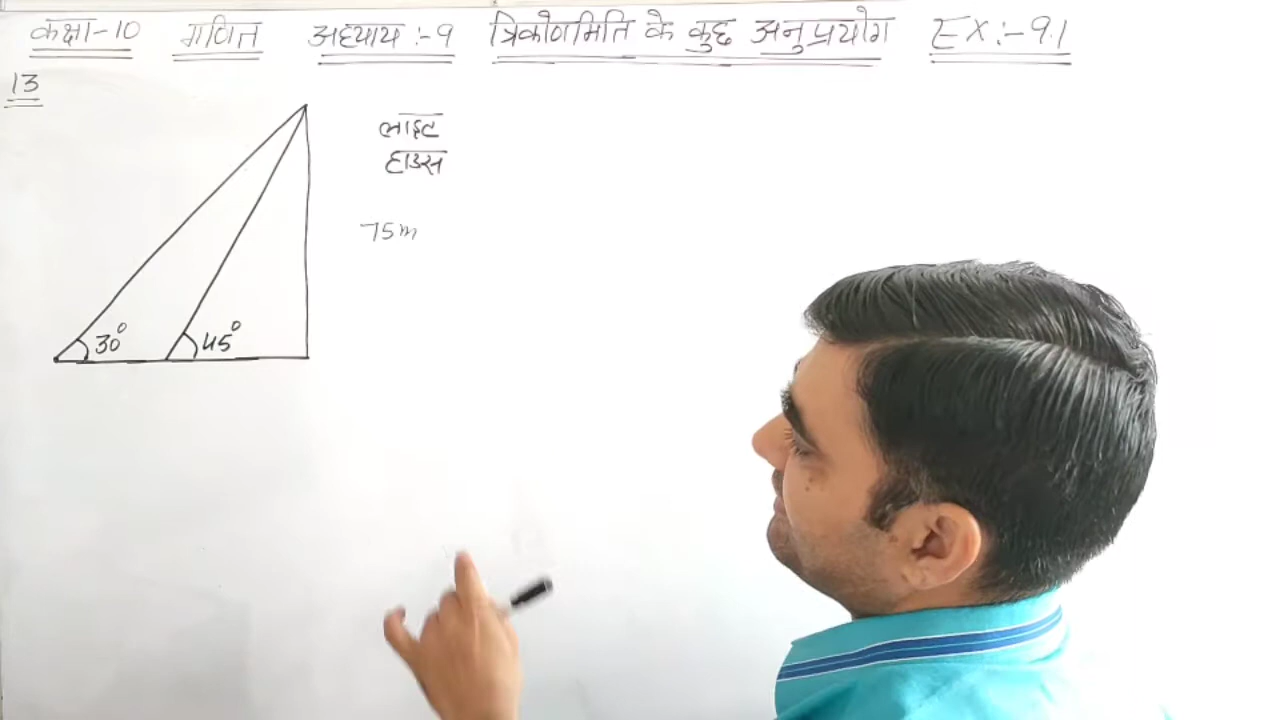 कक्षा-10 गणित अध्याय :- 9 त्रिकोणमिति के कुछ अनुप्रयोग EX:-9.1
13
लाइट
हाउस
75m
30° 45°